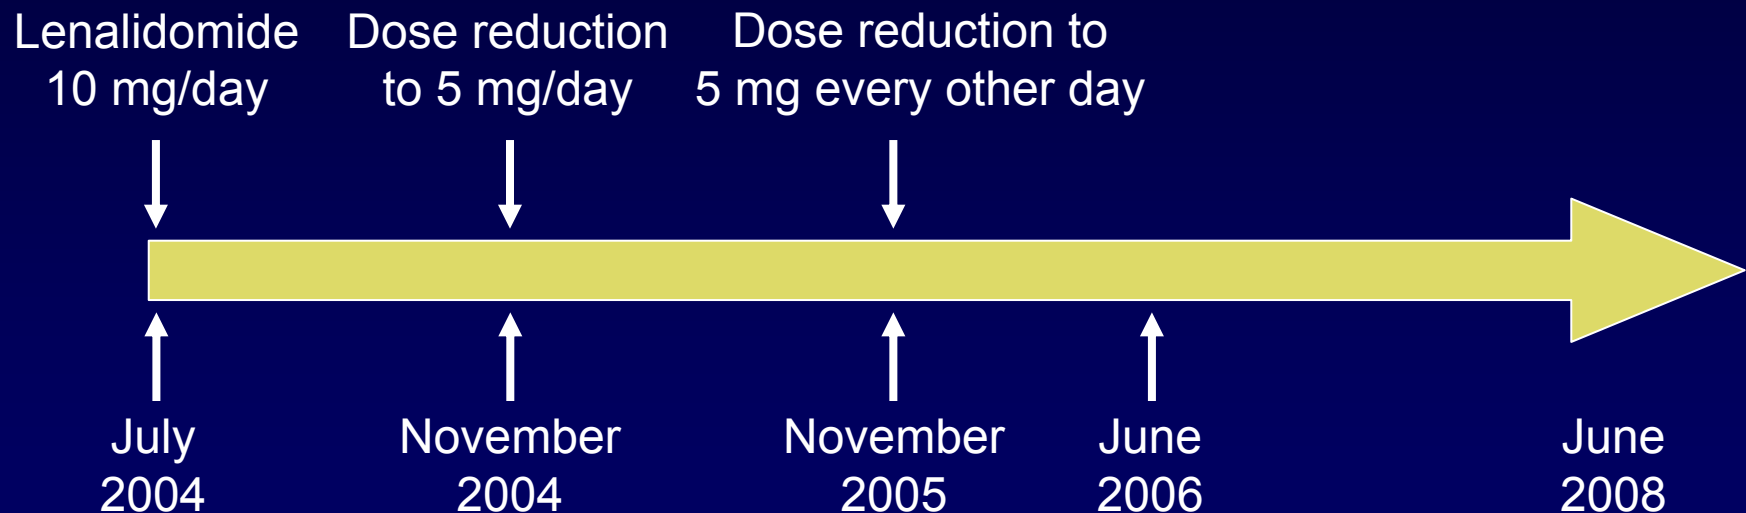 Lenalidomide
10 mg/day
Dose reduction
to 5 mg/day
Dose reduction to
5 mg every other day
July
2004
November
2004
November
2005
June
2006
June
2008